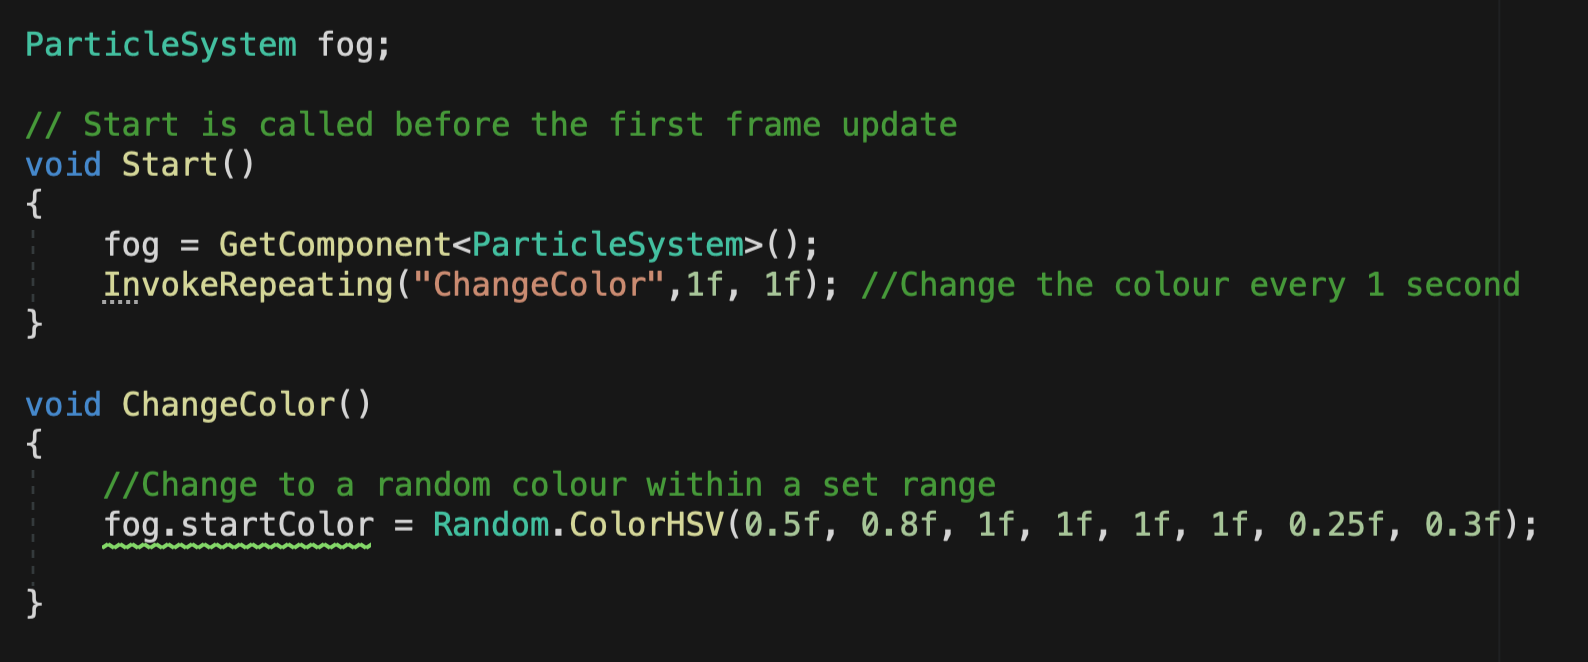 ParticleSystem fog;
// Start is called before the first frame update
void Start()
{
fog = GetComponent<ParticleSystem>();
InvokeRepeating("ChangeColor",1f, 1f); //Change the colour every 1 second
}
void ChangeColor()
{
//Change to a random colour within a set range
fog.startColor = Random.ColorHSV(0.5f, 0.8f, 1f, 1f, 1f, 1f, 0.25f, 0.3f);
}